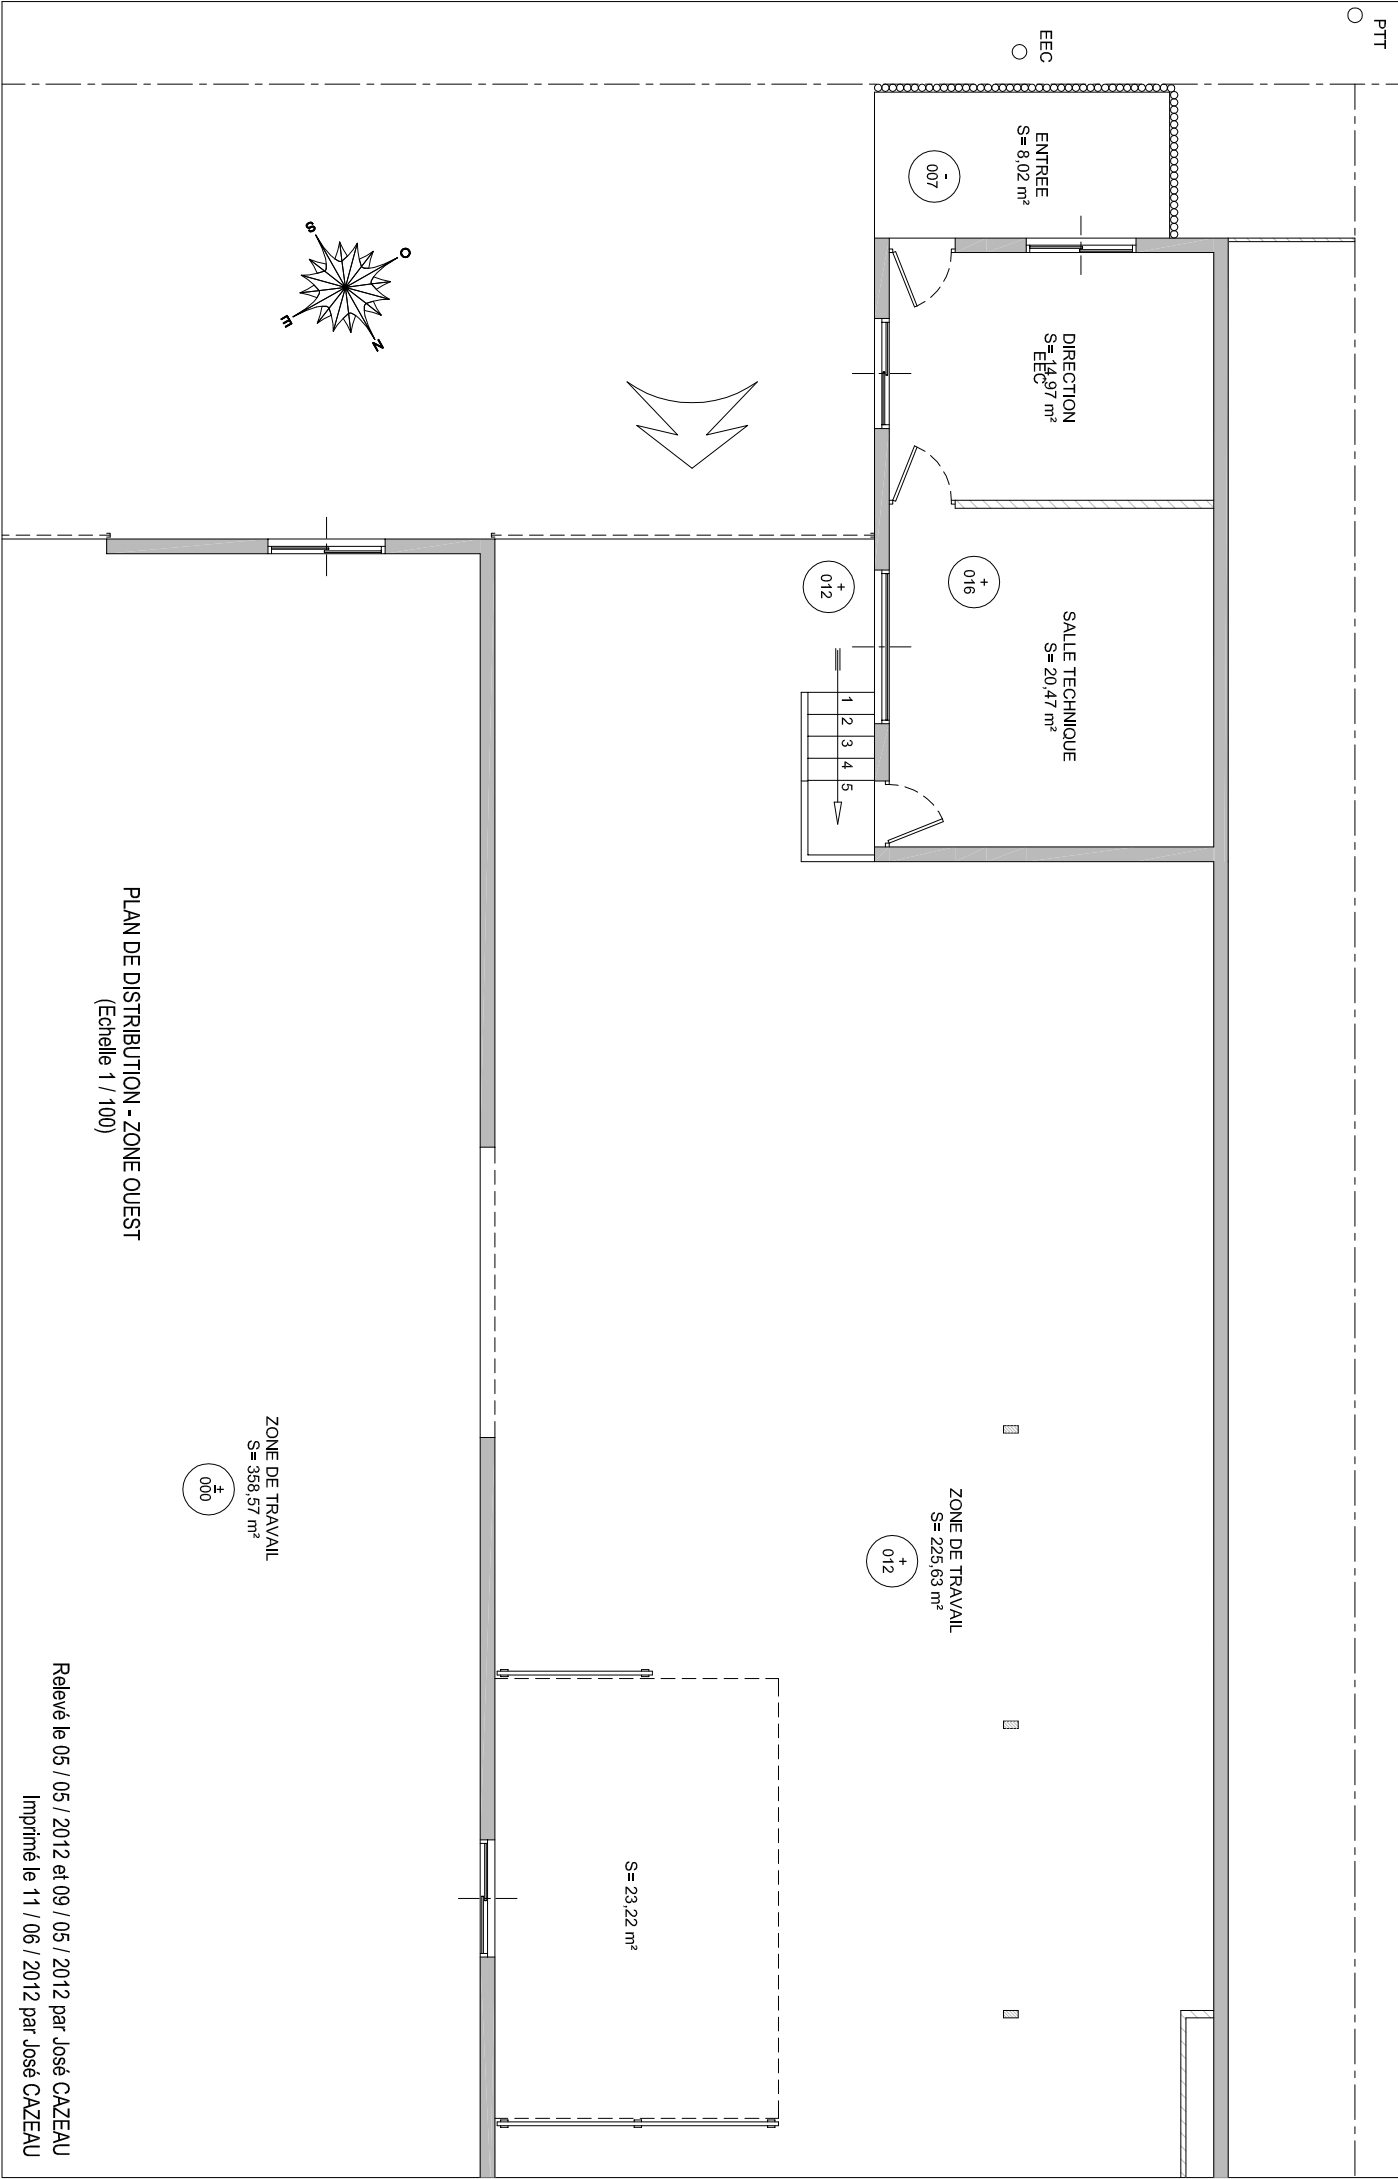 PTT
EEC
ENTREE
S= 8,02 m²
-
007
DIRECTION
S= 14,97 m²
EEC
SALLE TECHNIQUE
S= 20,47 m²
+
016
+
012
1 2 3 4 5
S
O
E
N
ZONE DE TRAVAIL
S= 225,63 m²
+
012
S= 23,22 m²
ZONE DE TRAVAIL
S= 358,57 m²
±
000
PLAN DE DISTRIBUTION - ZONE OUEST
(Echelle 1 / 100)
Relevé le 05 / 05 / 2012 et 09 / 05 / 2012 par José CAZEAU
Imprimé le 11 / 06 / 2012 par José CAZEAU